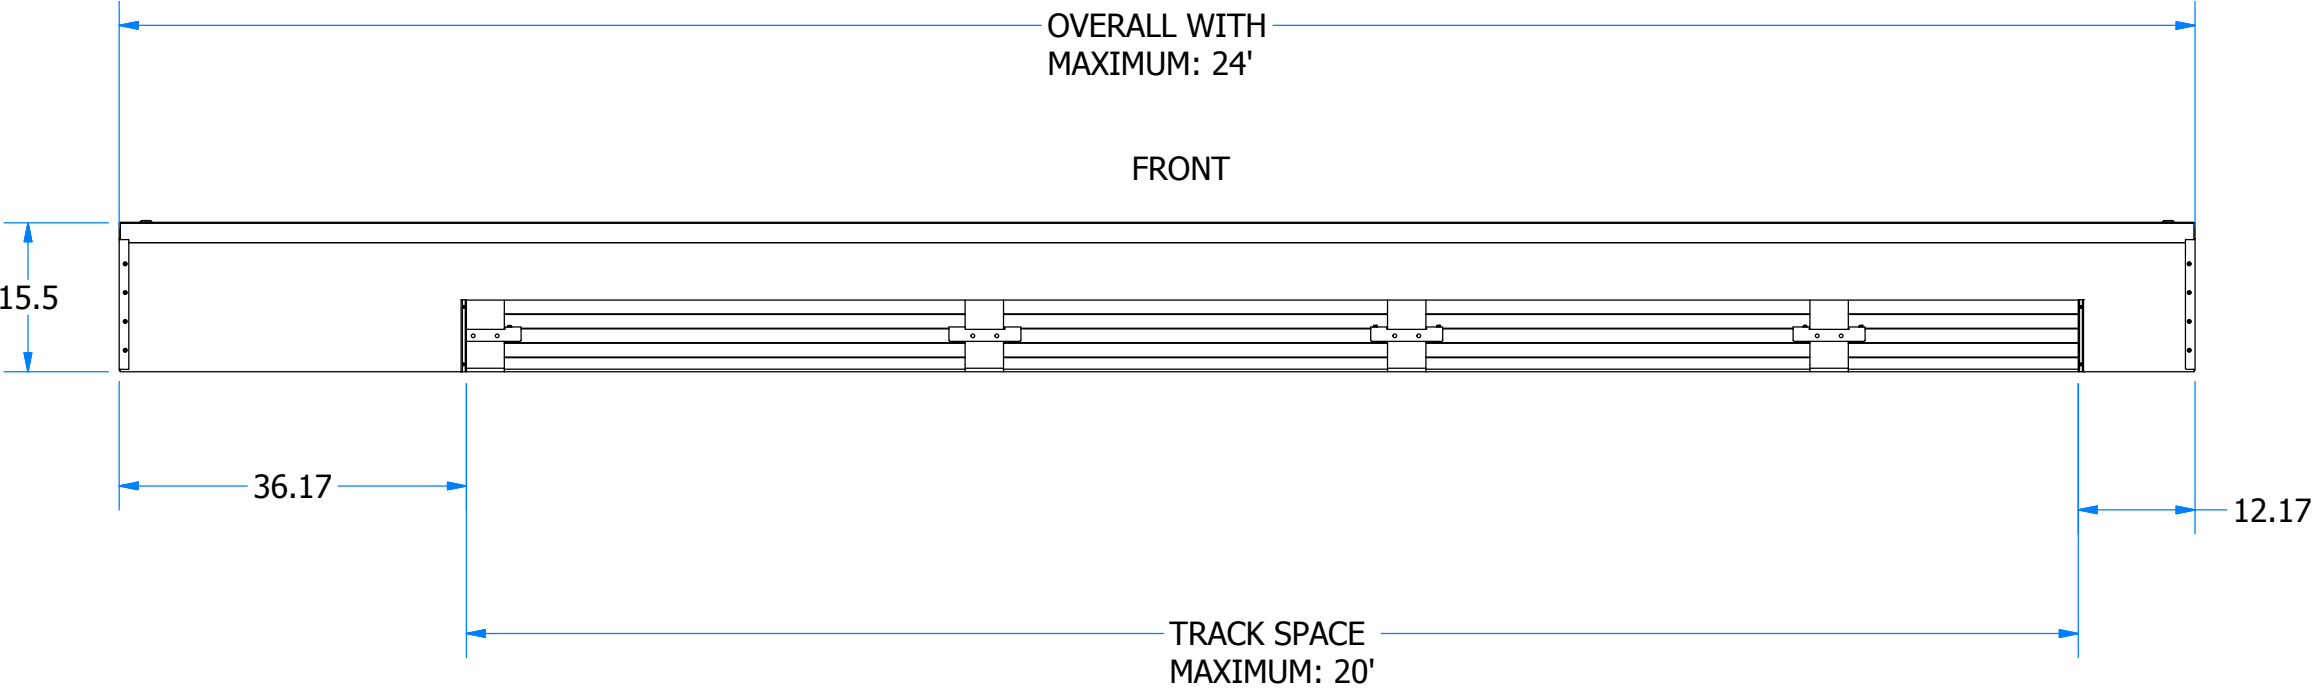 OVERALL WITH
MAXIMUM: 24'
FRONT
15.5
36.17
12.17
TRACK SPACE
MAXIMUM: 20'